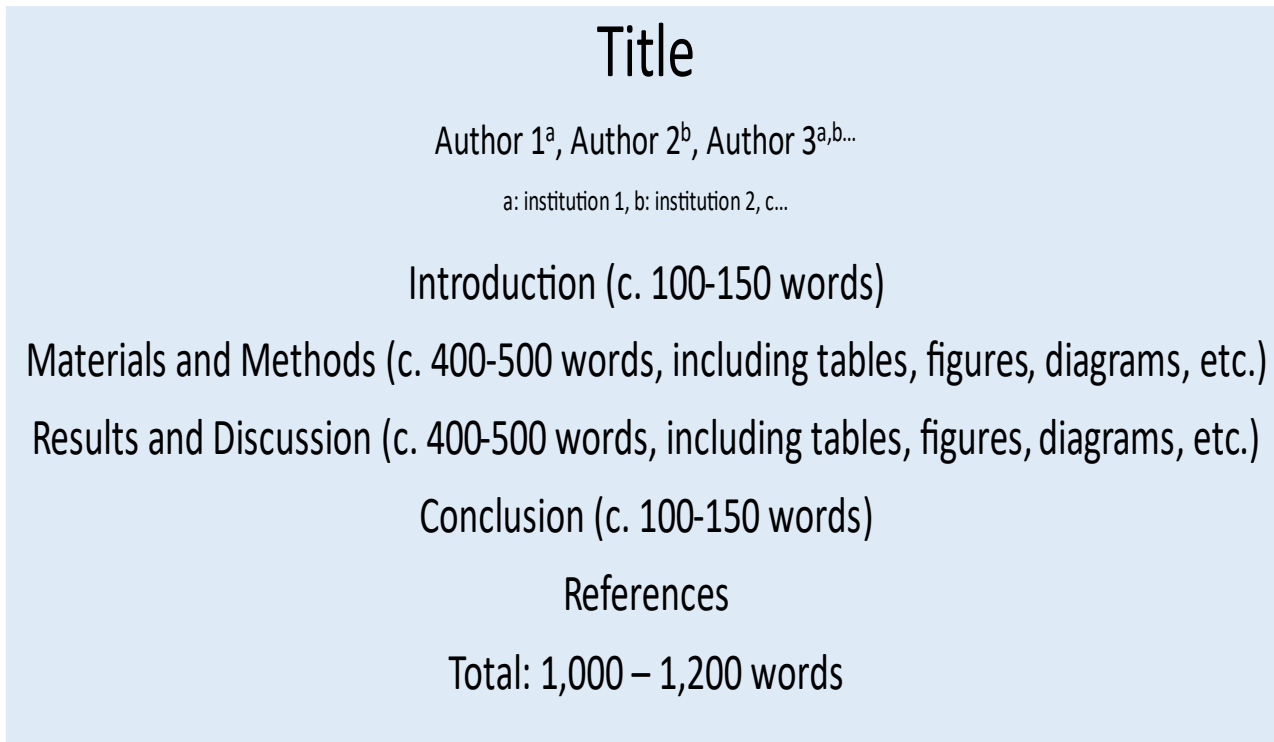 Title
Author 1ᵃ, Author 2ᵇ, Author 3ᵃ,ᵇ…
a: institution 1, b: institution 2, c…
Introduction (c. 100-150 words)
Materials and Methods (c. 400-500 words, including tables, figures, diagrams, etc.)
Results and Discussion (c. 400-500 words, including tables, figures, diagrams, etc.)
Conclusion (c. 100-150 words)
References
Total: 1,000 – 1,200 words